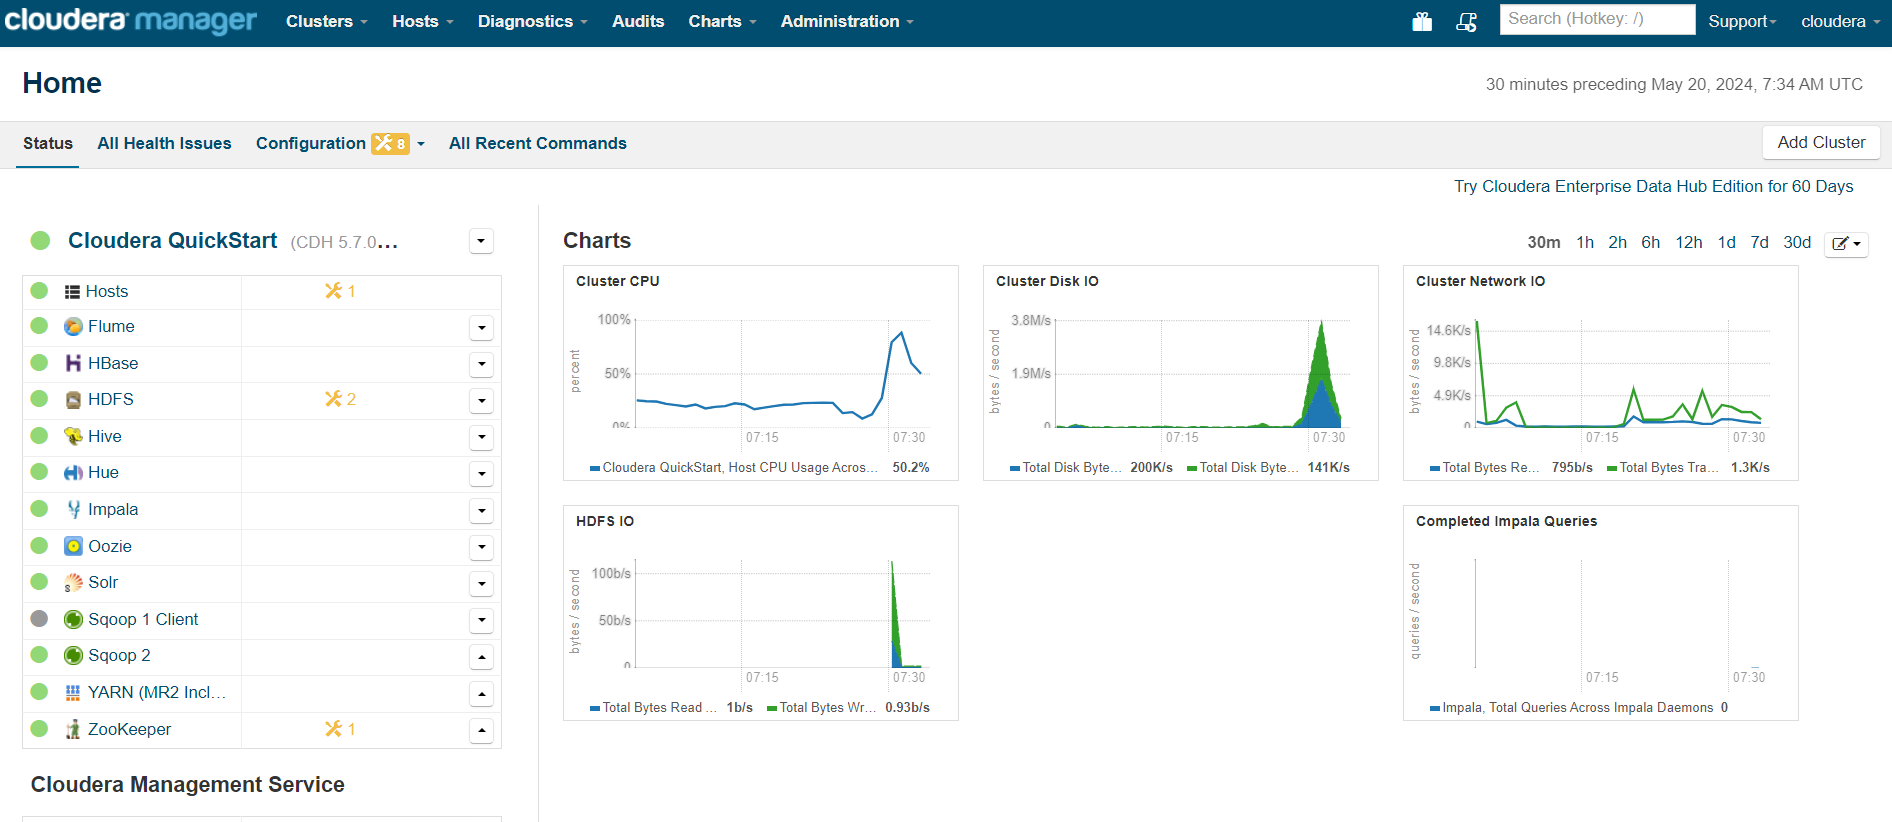 cloudera manager Clusters Hosts Diagnostics Audits Charts Administration Search (Hotkey: /) Support cloudera
Home
30 minutes preceding May 20, 2024, 7:34 AM UTC
Status All Health Issues Configuration 8 All Recent Commands Add Cluster
Try Cloudera Enterprise Data Hub Edition for 60 Days
Cloudera QuickStart (CDH 5.7.0...
Hosts 1
Flume
HBase
HDFS 2
Hive
Hue
Impala
Oozie
Solr
Sqoop 1 Client
Sqoop 2
YARN (MR2 Incl...
ZooKeeper 1
Cloudera Management Service
Charts
30m 1h 2h 6h 12h 1d 7d 30d
Cluster CPU
percent
100%
50%
0%
07:15 07:30
Cloudera QuickStart, Host CPU Usage Acros... 50.2%
Cluster Disk IO
bytes / second
3.8M/s
1.9M/s
0
07:15 07:30
Total Disk Byte... 200K/s Total Disk Byte... 141K/s
Cluster Network IO
bytes / second
14.6K/s
9.8K/s
4.9K/s
0
07:15 07:30
Total Bytes Re... 795b/s Total Bytes Tra... 1.3K/s
HDFS IO
bytes / second
100b/s
50b/s
0
07:15 07:30
Total Bytes Read ... 1b/s Total Bytes Wr... 0.93b/s
Completed Impala Queries
queries / second
07:15 07:30
Impala, Total Queries Across Impala Daemons 0